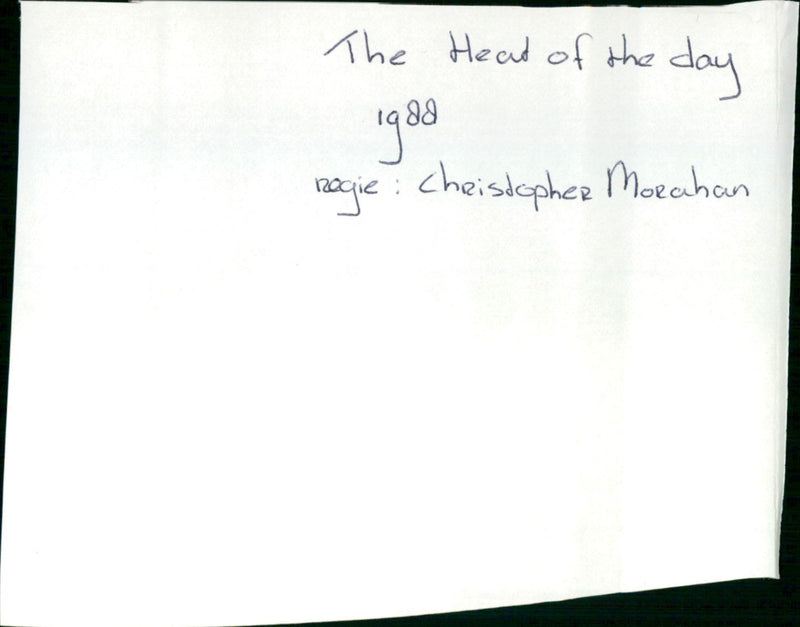 The Heat of the day
1988
regie : Christopher Morahan